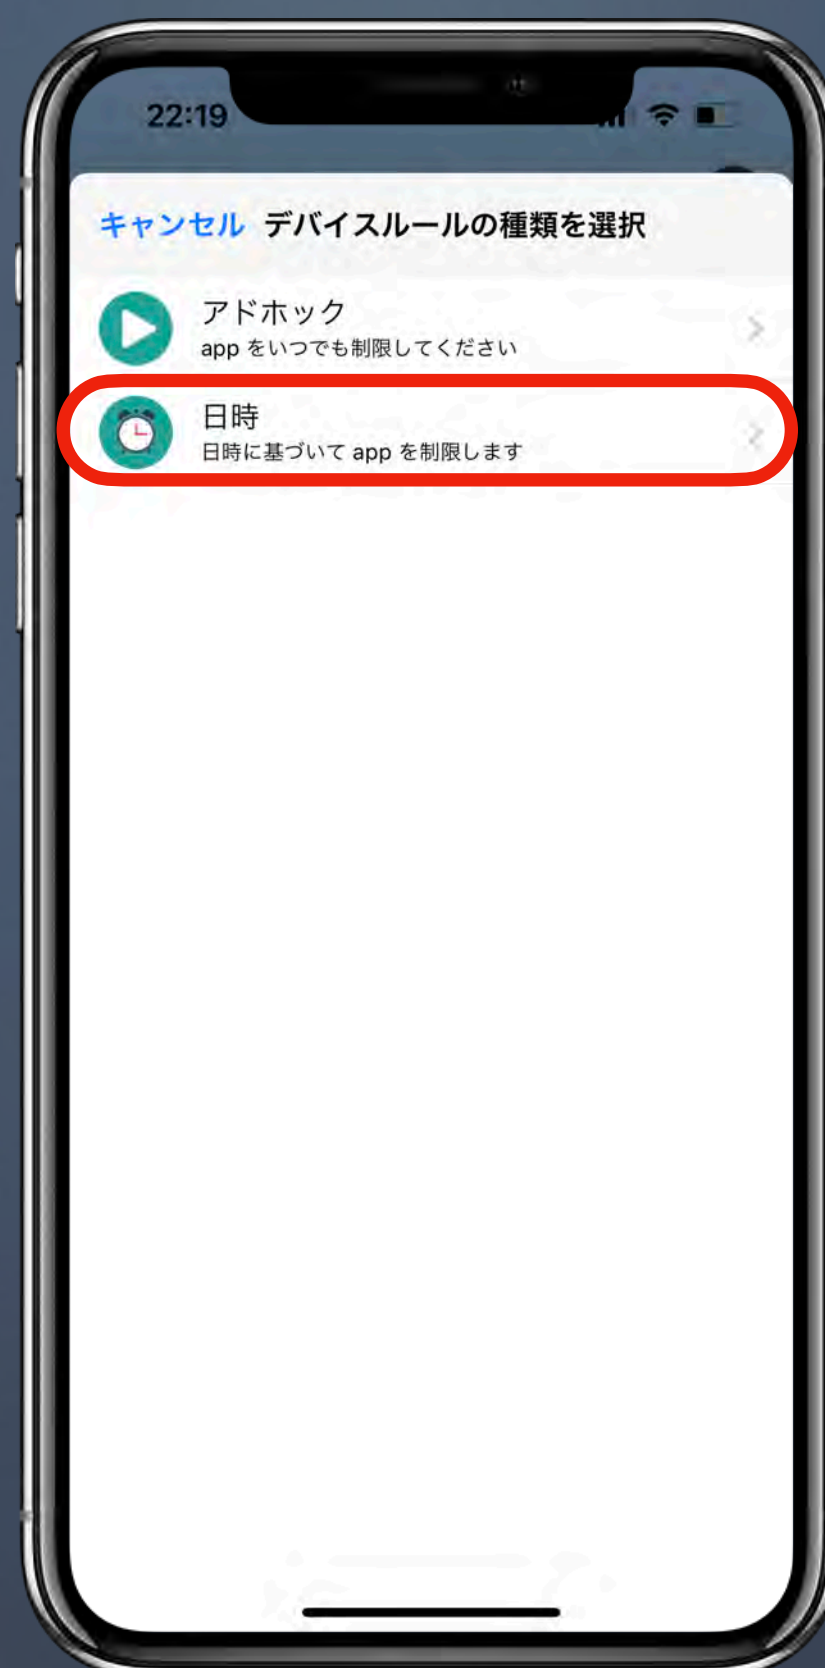 22:19
キャンセル デバイスルールの種類を選択
アドホック
app をいつでも制限してください
日時
日時に基づいて app を制限します